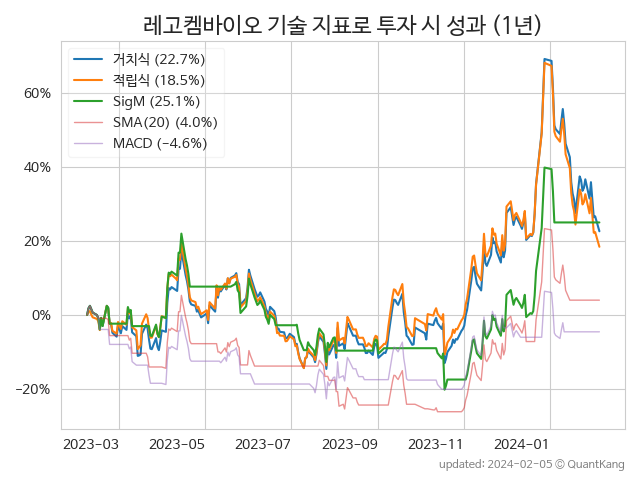 레고켐바이오 기술 지표로 투자 시 성과 (1년)
거치식 (22.7%)
적립식 (18.5%)
SigM (25.1%)
SMA(20) (4.0%)
MACD (−4.6%)
60%
40%
20%
0%
−20%
2023-03 2023-05 2023-07 2023-09 2023-11 2024-01
updated: 2024-02-05 © QuantKang